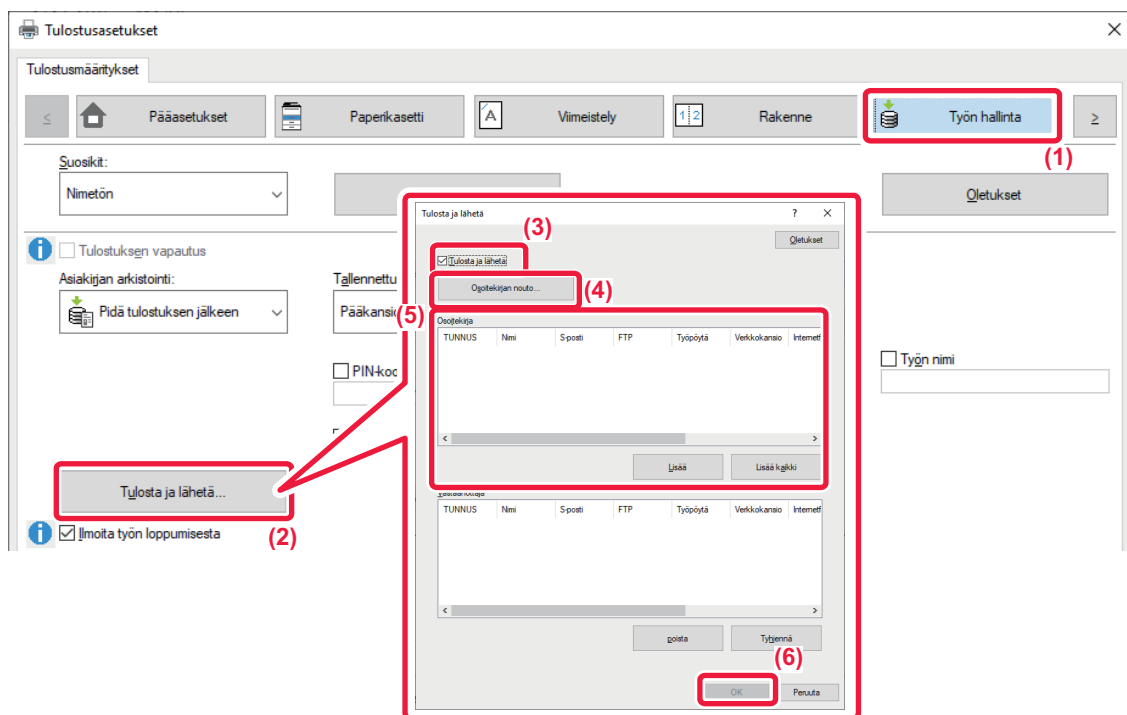 Tulostusasetukset
Tulostusmääritykset
< Pääasetukset Paperikasetti Viimeistely Rakenne Työn hallinta >
(1)
Suosikit:
Nimetön
Oletukset
Tulostuksen vapautus
Asiakirjan arkistointi:
Pidä tulostuksen jälkeen
Tallennettu
Pääkansio
PIN-koo
Työn nimi
Tulosta ja lähetä...
(2)
Ilmoita työn loppumisesta
Tulosta ja lähetä ? ×
Oletukset
(3)
Tulosta ja lähetä
Osoitekirjan nouto...
(4)
(5)
Osoitekirja
TUNNUS Nimi S-posti FTP Työpöytä Verkkokansio Internetf
Lisää Lisää kaikki
Vastaanottaja
TUNNUS Nimi S-posti FTP Työpöytä Verkkokansio Internetf
poista Tyhjennä
(6)
OK Peruuta